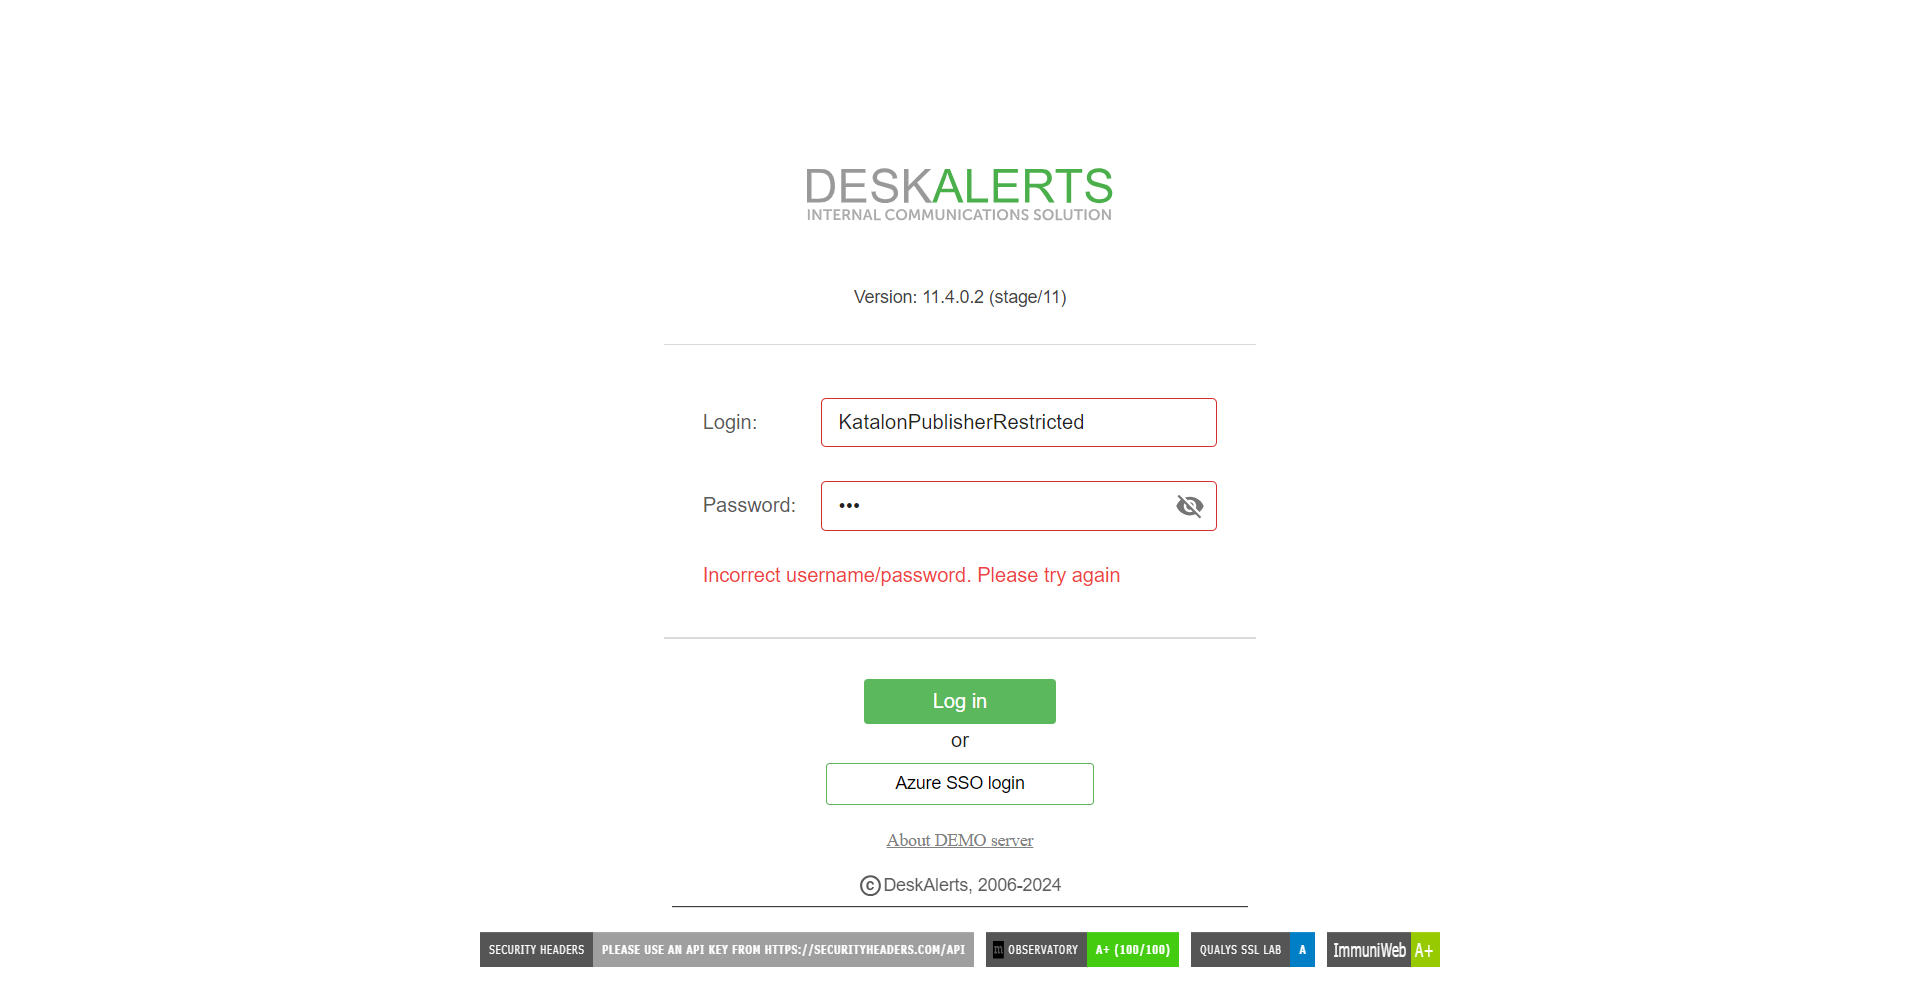 DESKALERTS
INTERNAL COMMUNICATIONS SOLUTION
Version: 11.4.0.2 (stage/11)
Login:
KatalonPublisherRestricted
Password:
•••
Incorrect username/password. Please try again
Log in
or
Azure SSO login
About DEMO server
© DeskAlerts, 2006-2024
SECURITY HEADERS PLEASE USE AN API KEY FROM HTTPS://SECURITYHEADERS.COM/API
m OBSERVATORY A+ (100/100)
QUALYS SSL LAB A
ImmuniWeb A+